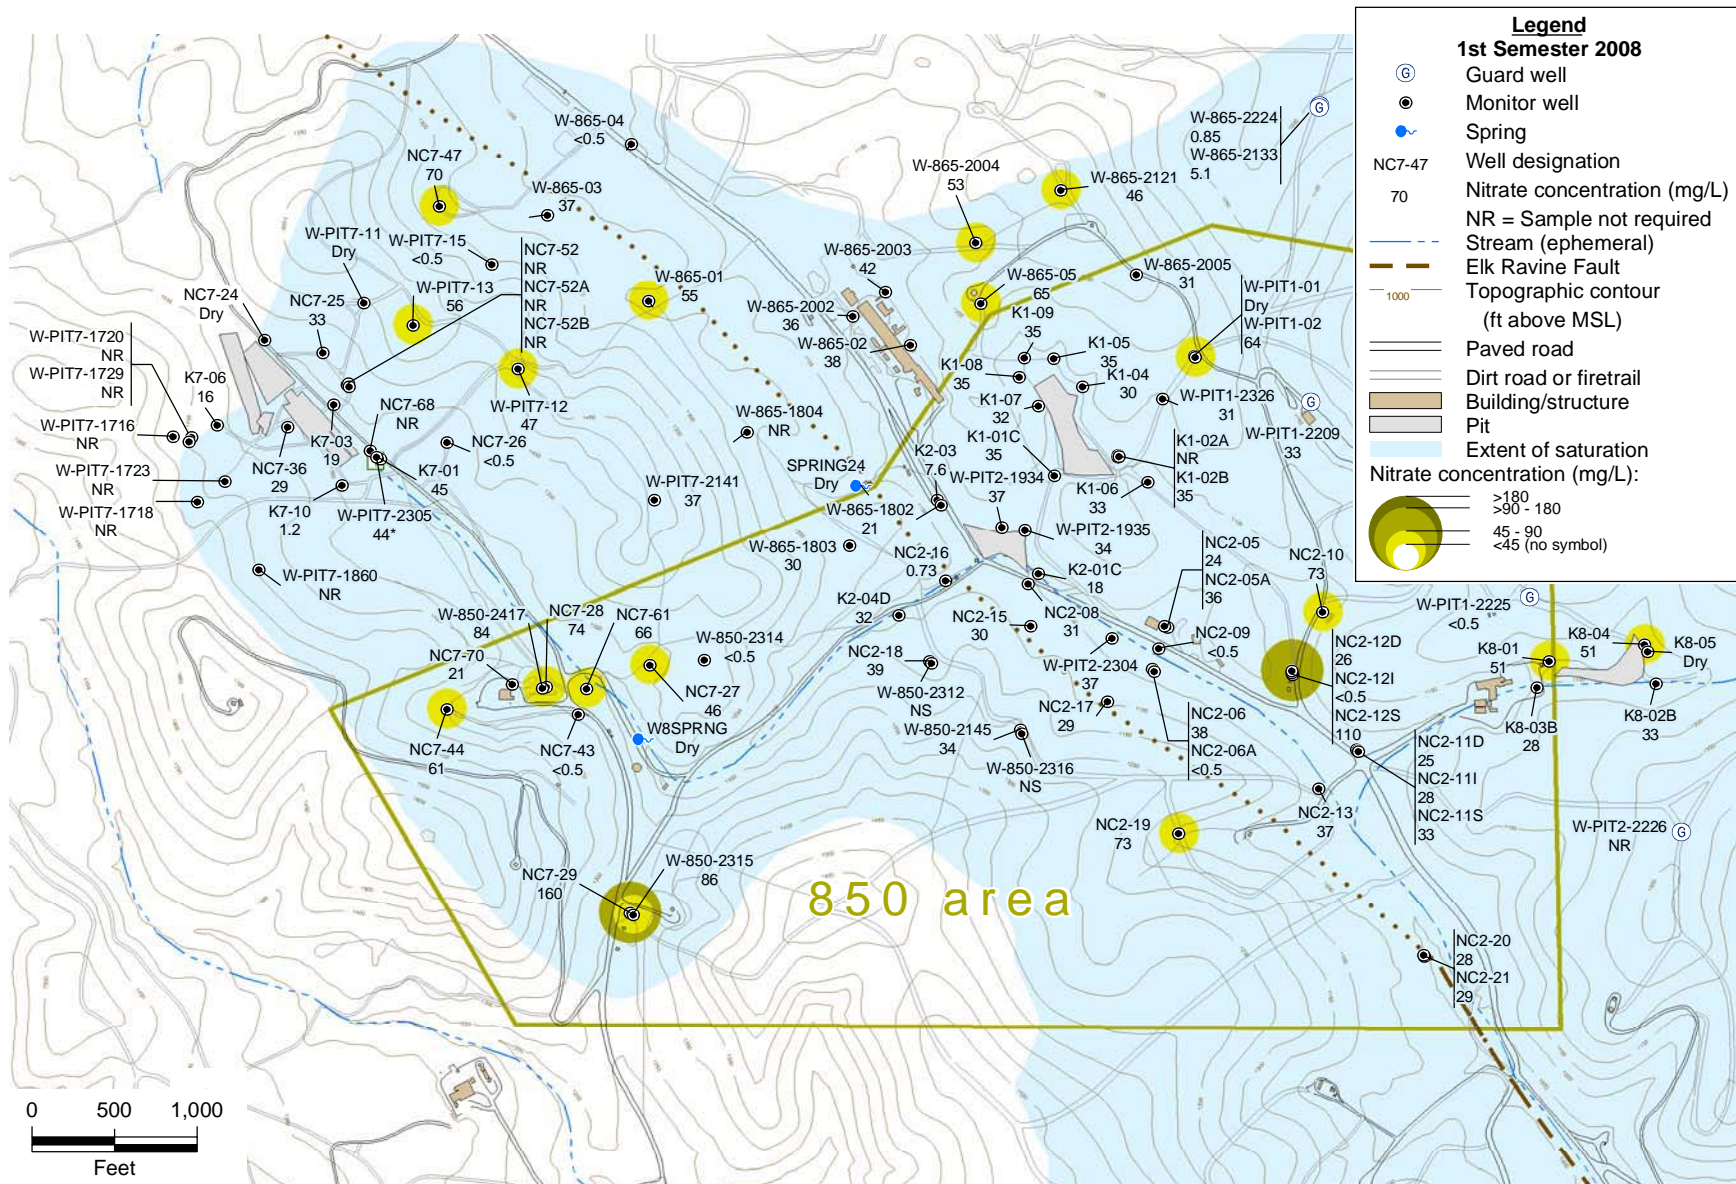 Legend
1st Semester 2008
G Guard well
Monitor well
Spring
NC7-47 Well designation
70 Nitrate concentration (mg/L)
NR = Sample not required
Stream (ephemeral)
Elk Ravine Fault
1000 Topographic contour
(ft above MSL)
Paved road
Dirt road or firetrail
Building/structure
Pit
Extent of saturation
Nitrate concentration (mg/L):
>180
>90 - 180
45 - 90
<45 (no symbol)
W-865-04
<0.5
NC7-47
70
W-865-03
37
W-PIT7-11
Dry
W-PIT7-15
<0.5
NC7-52
NR
NC7-52A
NR
NC7-52B
NR
W-PIT7-13
56
NC7-24
Dry
NC7-25
33
W-865-01
55
W-PIT7-1720
NR
W-PIT7-1729
NR
K7-06
16
W-PIT7-1716
NR
W-PIT7-1723
NR
W-PIT7-1718
NR
NC7-36
29
K7-03
19
NC7-68
NR
NC7-26
<0.5
W-PIT7-12
47
K7-10
1.2
K7-01
45
W-PIT7-2305
44*
W-PIT7-1860
NR
W-865-2224
0.85
W-865-2133
5.1
G
W-865-2004
53
W-865-2121
46
W-865-2003
42
W-865-2002
36
W-865-02
38
W-865-05
65
W-865-2005
31
W-PIT1-01
Dry
W-PIT1-02
64
K1-09
35
K1-05
35
K1-08
35
K1-04
30
K1-07
32
W-PIT1-2326
31
K1-01C
35
K1-02A
NR
K1-02B
35
K1-06
33
G
W-PIT1-2209
33
W-865-1804
NR
SPRING24
Dry
K2-03
7.6
W-PIT2-1934
37
W-PIT7-2141
37
W-865-1802
21
W-865-1803
30
W-PIT2-1935
34
NC2-16
0.73
K2-01C
18
NC2-05
24
NC2-05A
36
NC2-10
73
K2-04D
32
NC2-15
30
NC2-08
31
NC2-09
<0.5
W-PIT2-2304
37
W-850-2417
84
NC7-28
74
NC7-61
66
W-850-2314
<0.5
NC7-70
21
NC7-27
46
NC7-44
61
NC7-43
<0.5
W8SPRNG
Dry
NC2-18
39
W-850-2312
NS
W-850-2145
34
W-850-2316
NS
NC2-17
29
NC2-06
38
NC2-06A
<0.5
NC2-12D
26
NC2-12I
<0.5
NC2-12S
110
NC2-11D
25
NC2-11I
28
NC2-11S
33
NC2-13
37
NC2-19
73
W-PIT1-2225
<0.5
G
K8-01
51
K8-04
51
K8-05
Dry
K8-03B
28
K8-02B
33
W-PIT2-2226
NR
G
NC7-29
160
W-850-2315
86
850 area
NC2-20
28
NC2-21
29
0 500 1,000
Feet